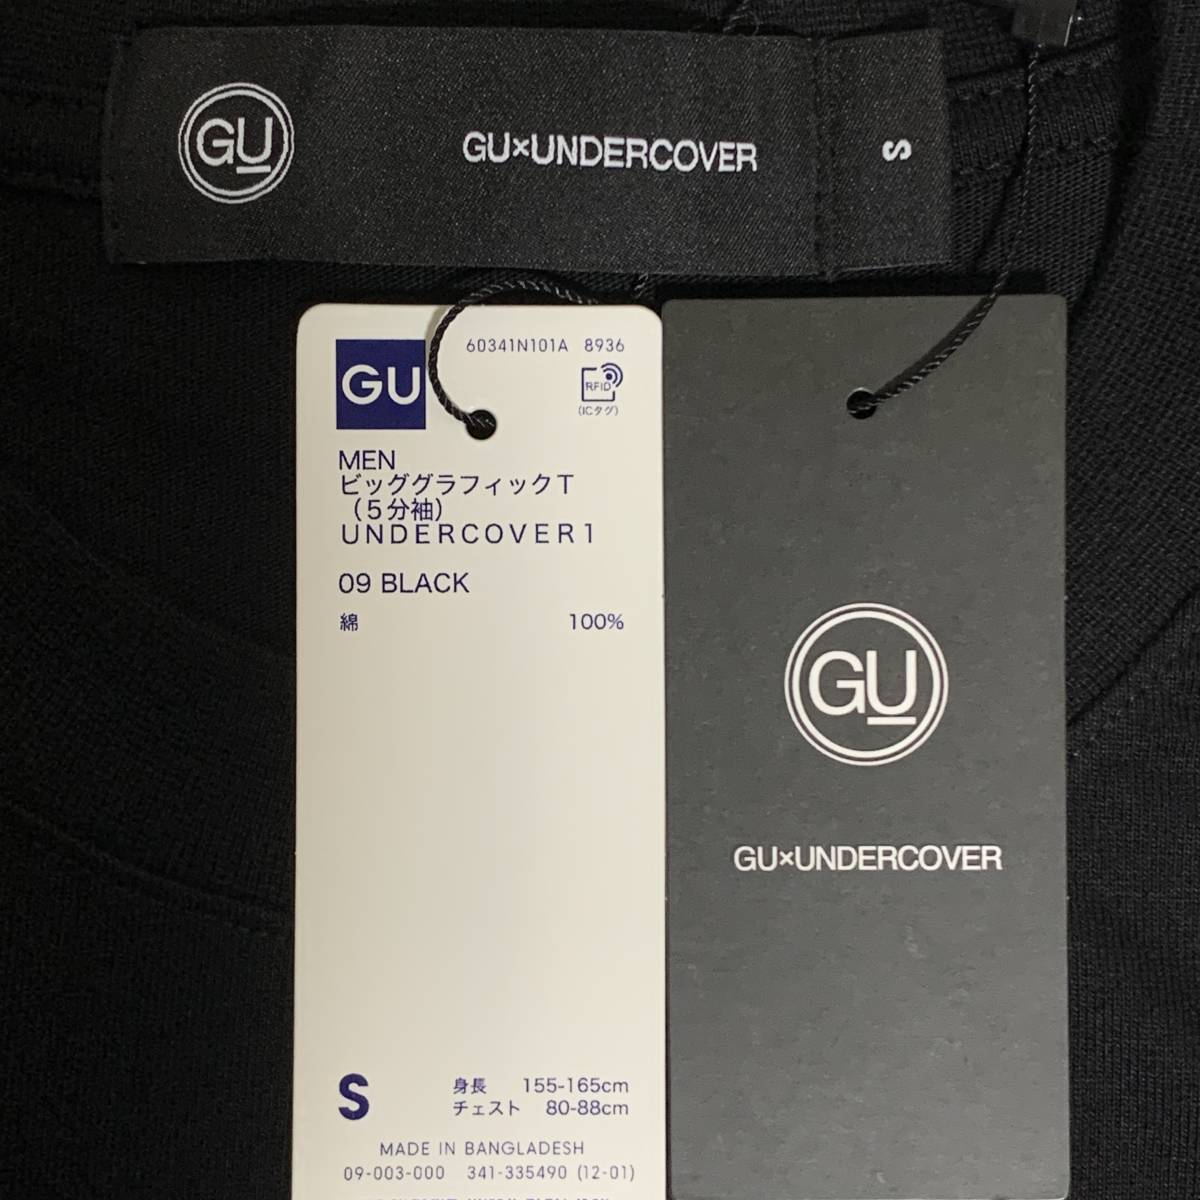 GU
GU×UNDERCOVER
S
GU
60341N101A 8936
RFID
(ICタグ)
MEN
ビッググラフィックT
(5分袖)
UNDERCOVER1
09 BLACK
綿 100%
S
身長 155-165cm
チェスト 80-88cm
MADE IN BANGLADESH
09-003-000 341-335490 (12-01)
GU
GU×UNDERCOVER